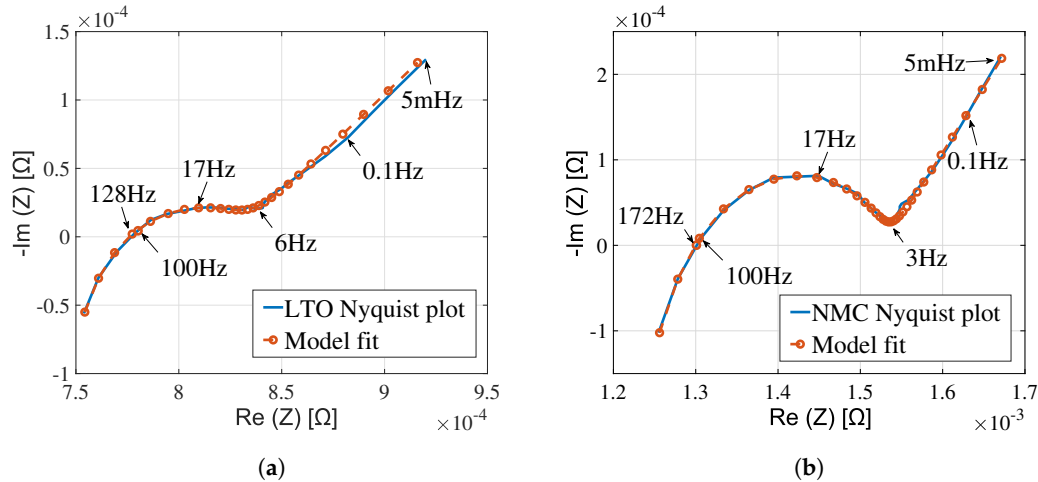 ×10⁻⁴
1.5
1
0.5
0
-0.5
-1
-Im (Z) [Ω]
5mHz
0.1Hz
17Hz
128Hz
100Hz
6Hz
LTO Nyquist plot
Model fit
7.5 8 8.5 9 9.5
Re (Z) [Ω]
×10⁻⁴
(a)
×10⁻⁴
2
1
0
-1
-Im (Z) [Ω]
5mHz
0.1Hz
17Hz
172Hz
100Hz
3Hz
NMC Nyquist plot
Model fit
1.2 1.3 1.4 1.5 1.6 1.7
Re (Z) [Ω]
×10⁻³
(b)